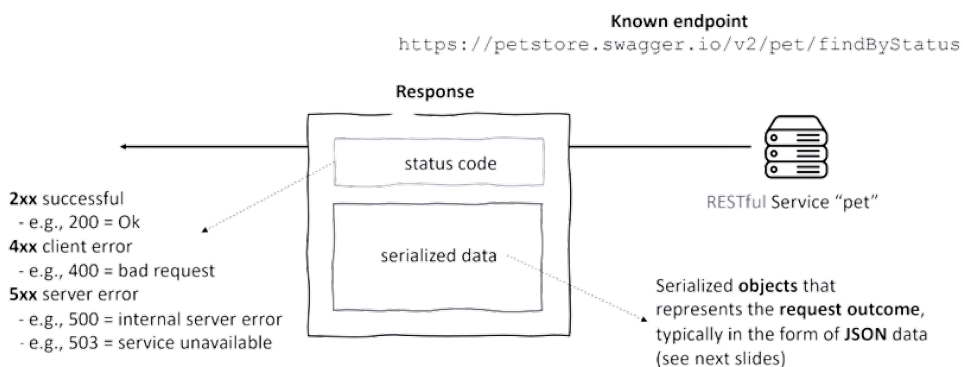 Known endpoint
https://petstore.swagger.io/v2/pet/findByStatus
Response
status code
serialized data
RESTful Service “pet”
2xx successful
- e.g., 200 = Ok
4xx client error
- e.g., 400 = bad request
5xx server error
- e.g., 500 = internal server error
- e.g., 503 = service unavailable
Serialized objects that
represents the request outcome,
typically in the form of JSON data
(see next slides)